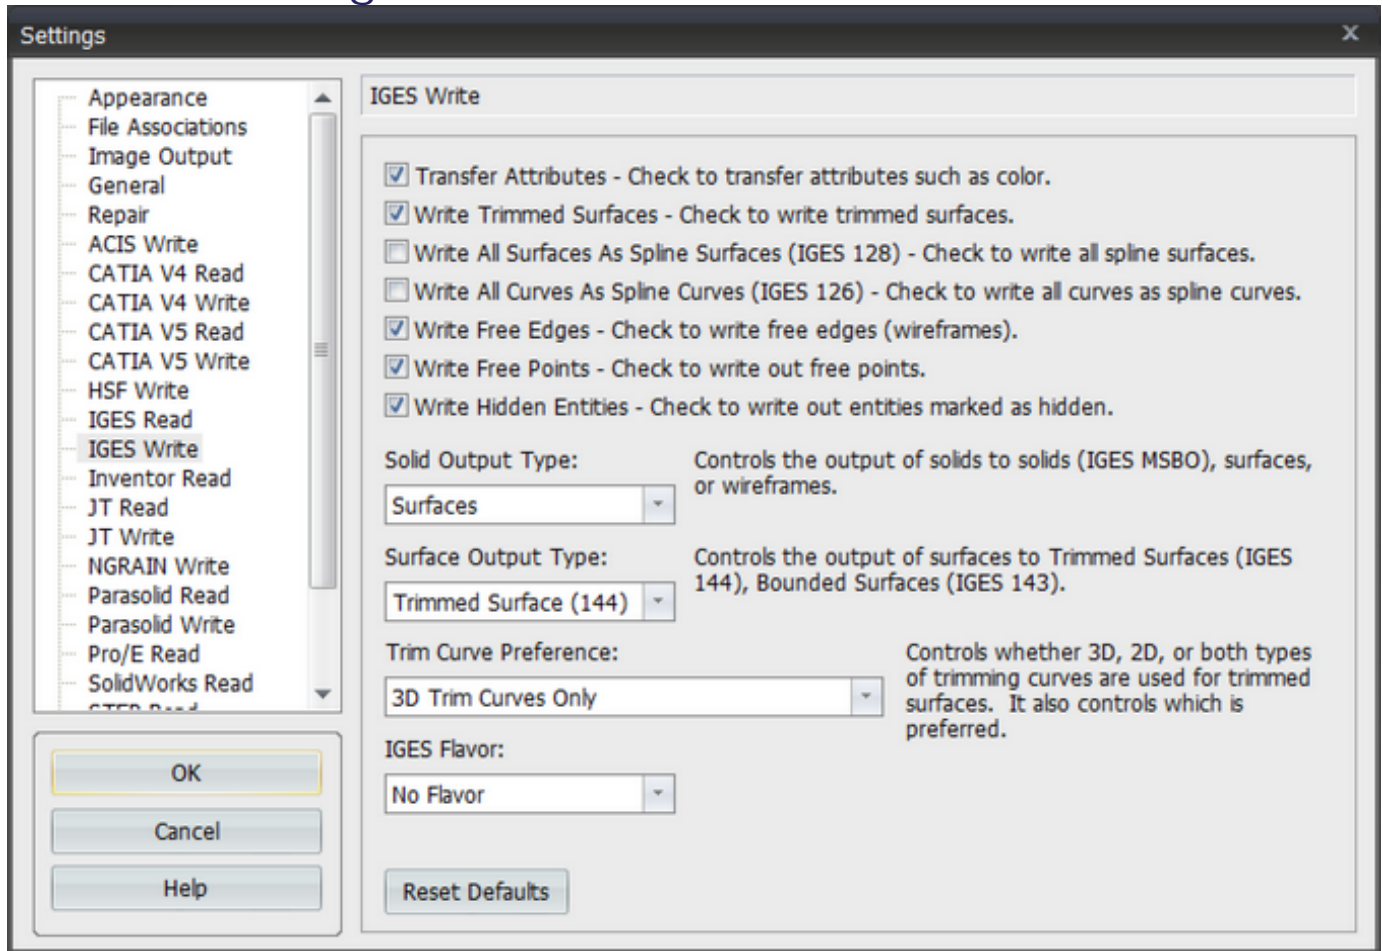 Settings
x
Appearance
File Associations
Image Output
General
Repair
ACIS Write
CATIA V4 Read
CATIA V4 Write
CATIA V5 Read
CATIA V5 Write
HSF Write
IGES Read
IGES Write
Inventor Read
JT Read
JT Write
NGRAIN Write
Parasolid Read
Parasolid Write
Pro/E Read
SolidWorks Read
OK
Cancel
Help
IGES Write
Transfer Attributes - Check to transfer attributes such as color.
Write Trimmed Surfaces - Check to write trimmed surfaces.
Write All Surfaces As Spline Surfaces (IGES 128) - Check to write all spline surfaces.
Write All Curves As Spline Curves (IGES 126) - Check to write all curves as spline curves.
Write Free Edges - Check to write free edges (wireframes).
Write Free Points - Check to write out free points.
Write Hidden Entities - Check to write out entities marked as hidden.
Solid Output Type:
Surfaces
Controls the output of solids to solids (IGES MSBO), surfaces,
or wireframes.
Surface Output Type:
Trimmed Surface (144)
Controls the output of surfaces to Trimmed Surfaces (IGES
144), Bounded Surfaces (IGES 143).
Trim Curve Preference:
3D Trim Curves Only
Controls whether 3D, 2D, or both types
of trimming curves are used for trimmed
surfaces. It also controls which is
preferred.
IGES Flavor:
No Flavor
Reset Defaults